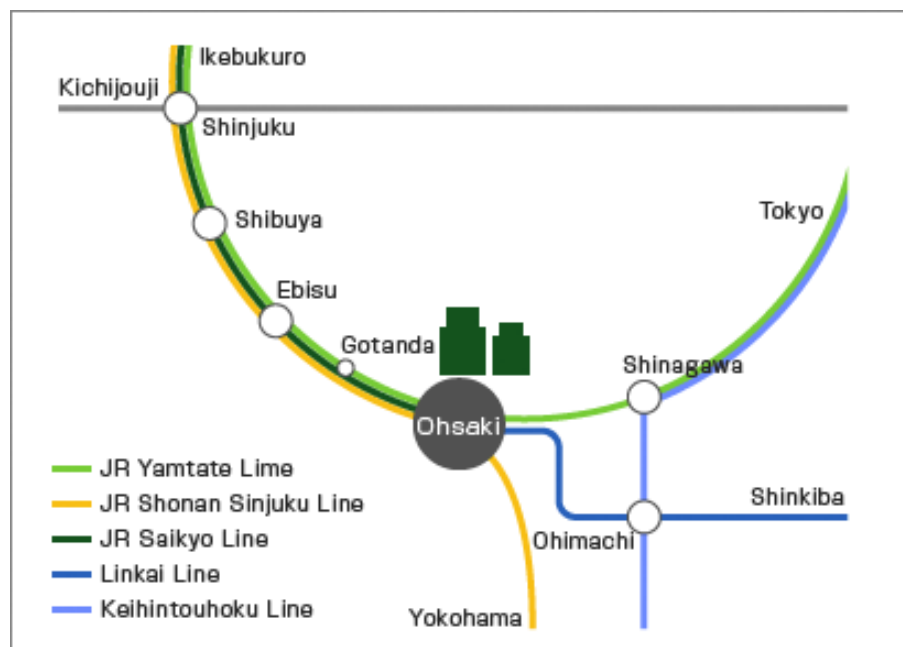 Ikebukuro
Kichijouji
Shinjuku
Shibuya
Tokyo
Ebisu
Gotanda
Shinagawa
Ohsaki
JR Yamtate Lime
JR Shonan Sinjuku Line
Shinkiba
JR Saikyo Line
Ohimachi
Linkai Line
Keihintouhoku Line
Yokohama